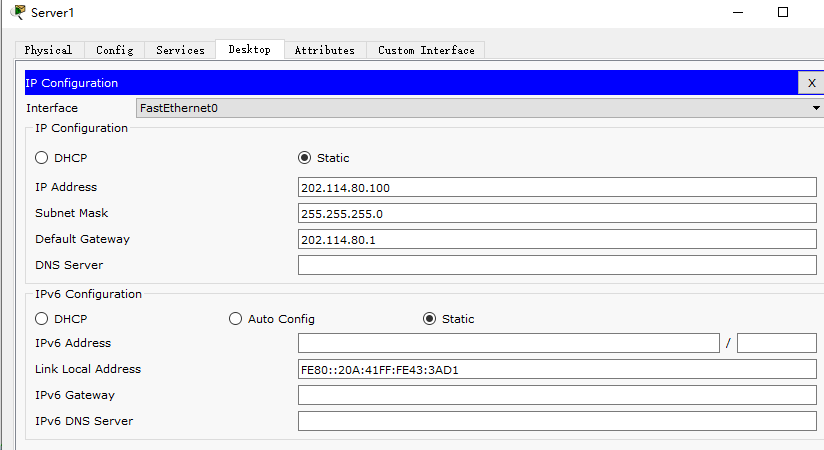 Server1
Physical Config Services Desktop Attributes Custom Interface
IP Configuration X
Interface FastEthernet0
IP Configuration
DHCP Static
IP Address 202.114.80.100
Subnet Mask 255.255.255.0
Default Gateway 202.114.80.1
DNS Server
IPv6 Configuration
DHCP Auto Config Static
IPv6 Address /
Link Local Address FE80::20A:41FF:FE43:3AD1
IPv6 Gateway
IPv6 DNS Server